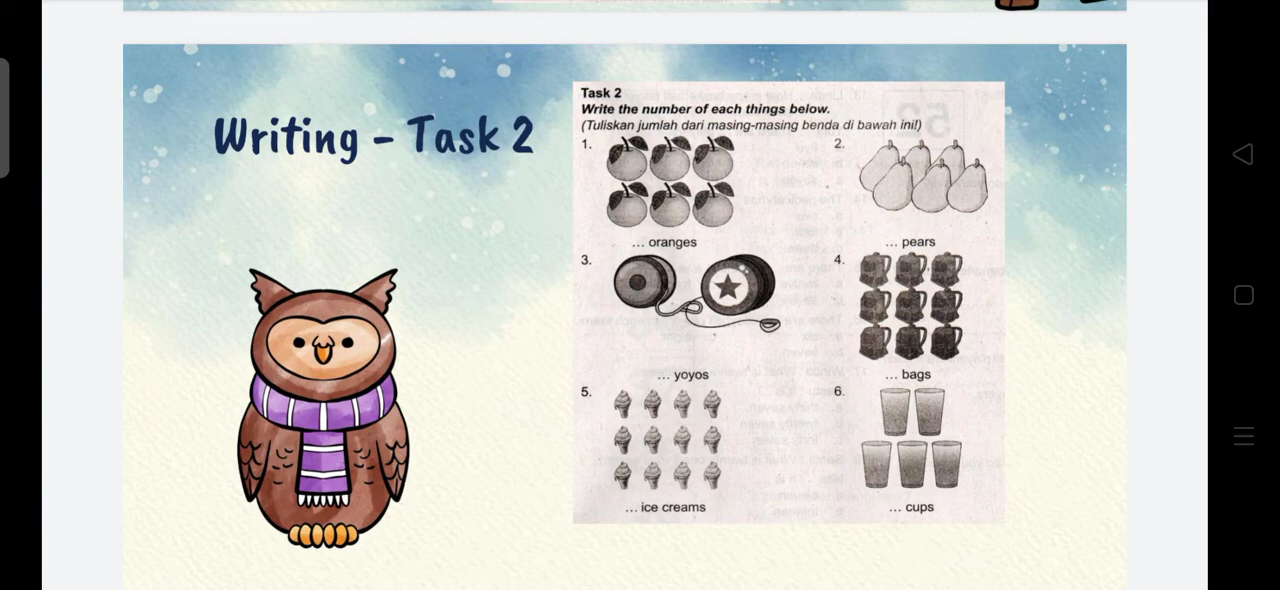 Writing - Task 2
Task 2
Write the number of each things below.
(Tuliskan jumlah dari masing-masing benda di bawah ini!)
1.
2.
... oranges
... pears
3.
4.
... yoyos
... bags
5.
6.
... ice creams
... cups